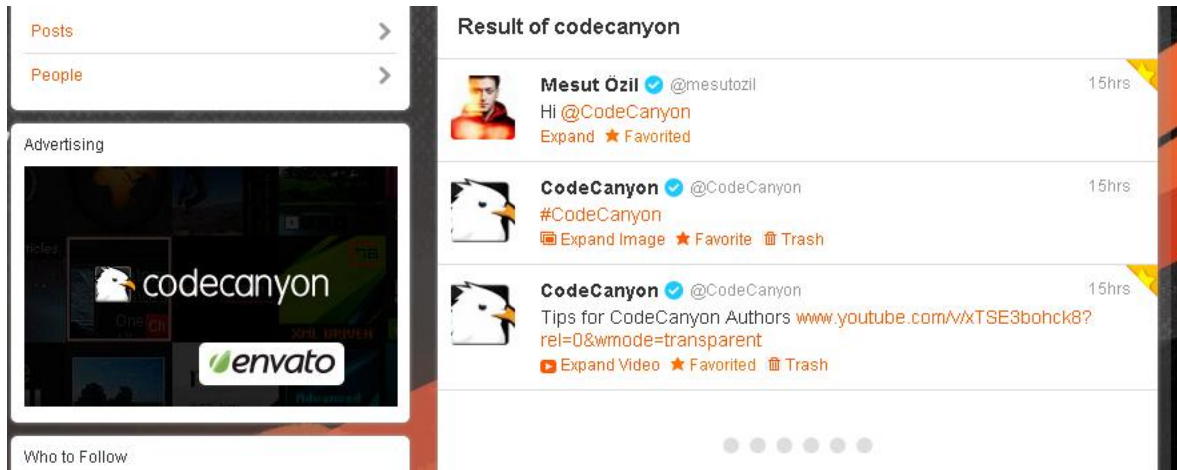 Posts
People
Advertising
codecanyon
envato
Who to Follow
Result of codecanyon
Mesut Özil @mesutozil 15hrs
Hi @CodeCanyon
Expand Favorited
CodeCanyon @CodeCanyon 15hrs
#CodeCanyon
Expand Image Favorite Trash
CodeCanyon @CodeCanyon 15hrs
Tips for CodeCanyon Authors www.youtube.com/v/xTSE3bohck8?
rel=0&wmode=transparent
Expand Video Favorited Trash